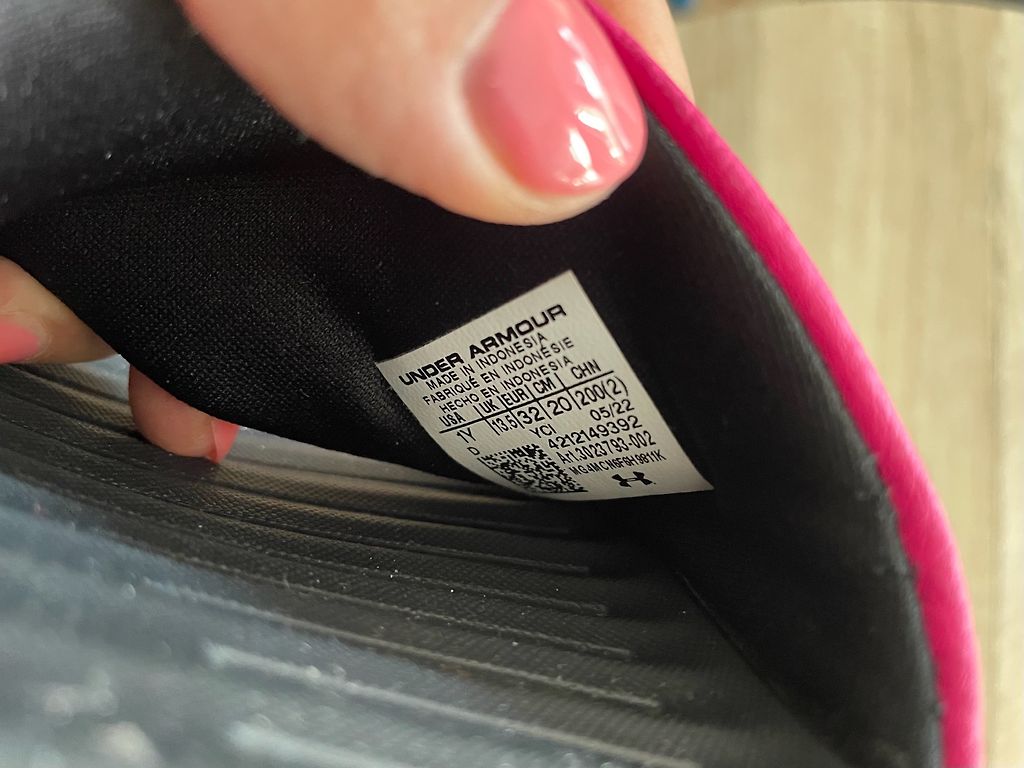 UNDER ARMOUR
MADE IN INDONESIA
FABRIQUÉ EN INDONÉSIE
HECHO EN INDONESIA
USA | UK | EUR | CM | CHN
1Y | 13.5 | 32 | 20 | 200(2)
D YCI 05/22
4212149392
Art.3023793-002
MG4MCN6F6H9811K